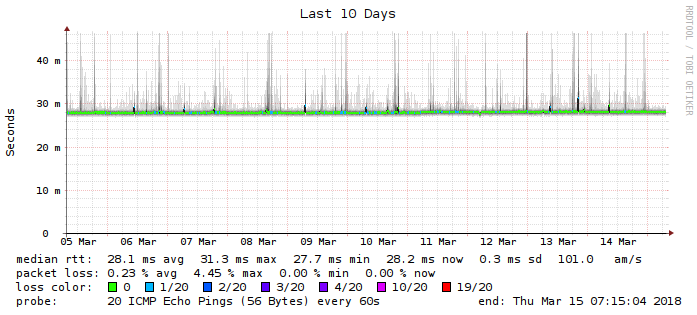 Last 10 Days
RRDTOOL / TOBI OETIKER
Seconds
40 m
30 m
20 m
10 m
0
05 Mar 06 Mar 07 Mar 08 Mar 09 Mar 10 Mar 11 Mar 12 Mar 13 Mar 14 Mar
median rtt: 28.1 ms avg 31.3 ms max 27.7 ms min 28.2 ms now 0.3 ms sd 101.0 am/s
packet loss: 0.23 % avg 4.45 % max 0.00 % min 0.00 % now
loss color: 0 1/20 2/20 3/20 4/20 10/20 19/20
probe: 20 ICMP Echo Pings (56 Bytes) every 60s end: Thu Mar 15 07:15:04 2018